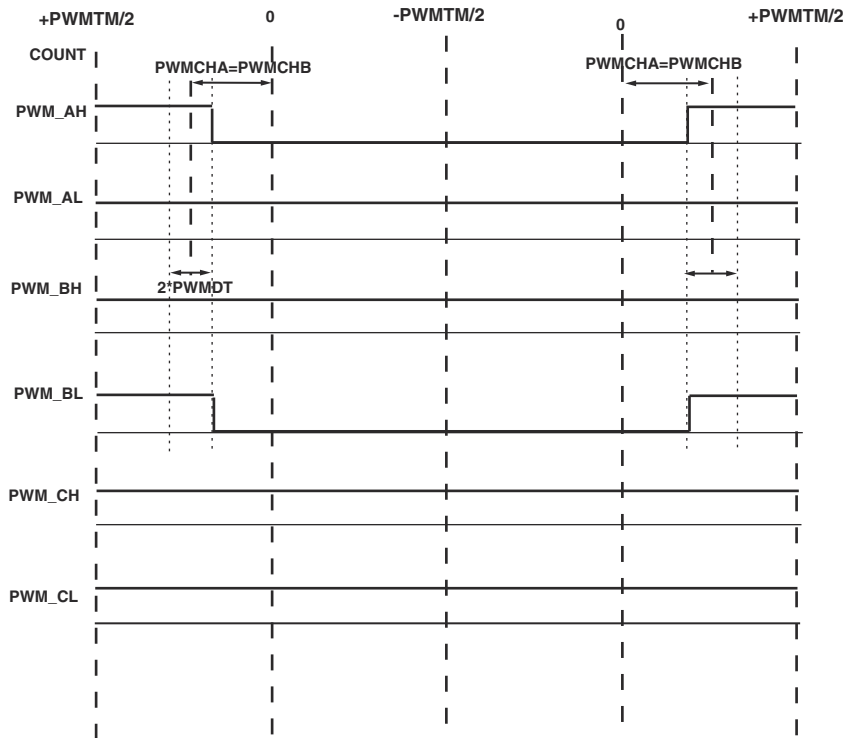 +PWMTM/2 0 -PWMTM/2 0 +PWMTM/2
COUNT
PWMCHA=PWMCHB PWMCHA=PWMCHB
PWM_AH
PWM_AL
PWM_BH
2*PWMDT
PWM_BL
PWM_CH
PWM_CL